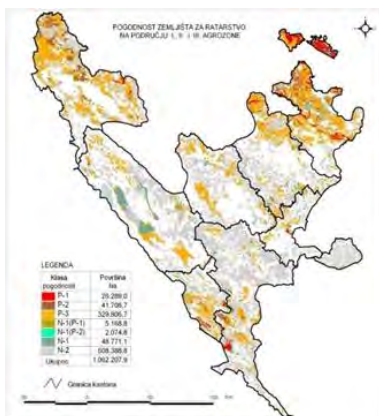 POGODNOST ZEMLJIŠTA ZA RATARSTVO
NA PODRUČJU I, II i III AGROZONE
LEGENDA
Klasa pogodnosti Površina ha
P-1 26.289,0
P-2 41.706,7
P-3 329.806,7
N-1(P-1) 5.168,8
N-1(P-2) 2.074,8
N-1 48.771,1
N-2 608.388,8
Ukupno: 1.062.207,9
Granica kantona